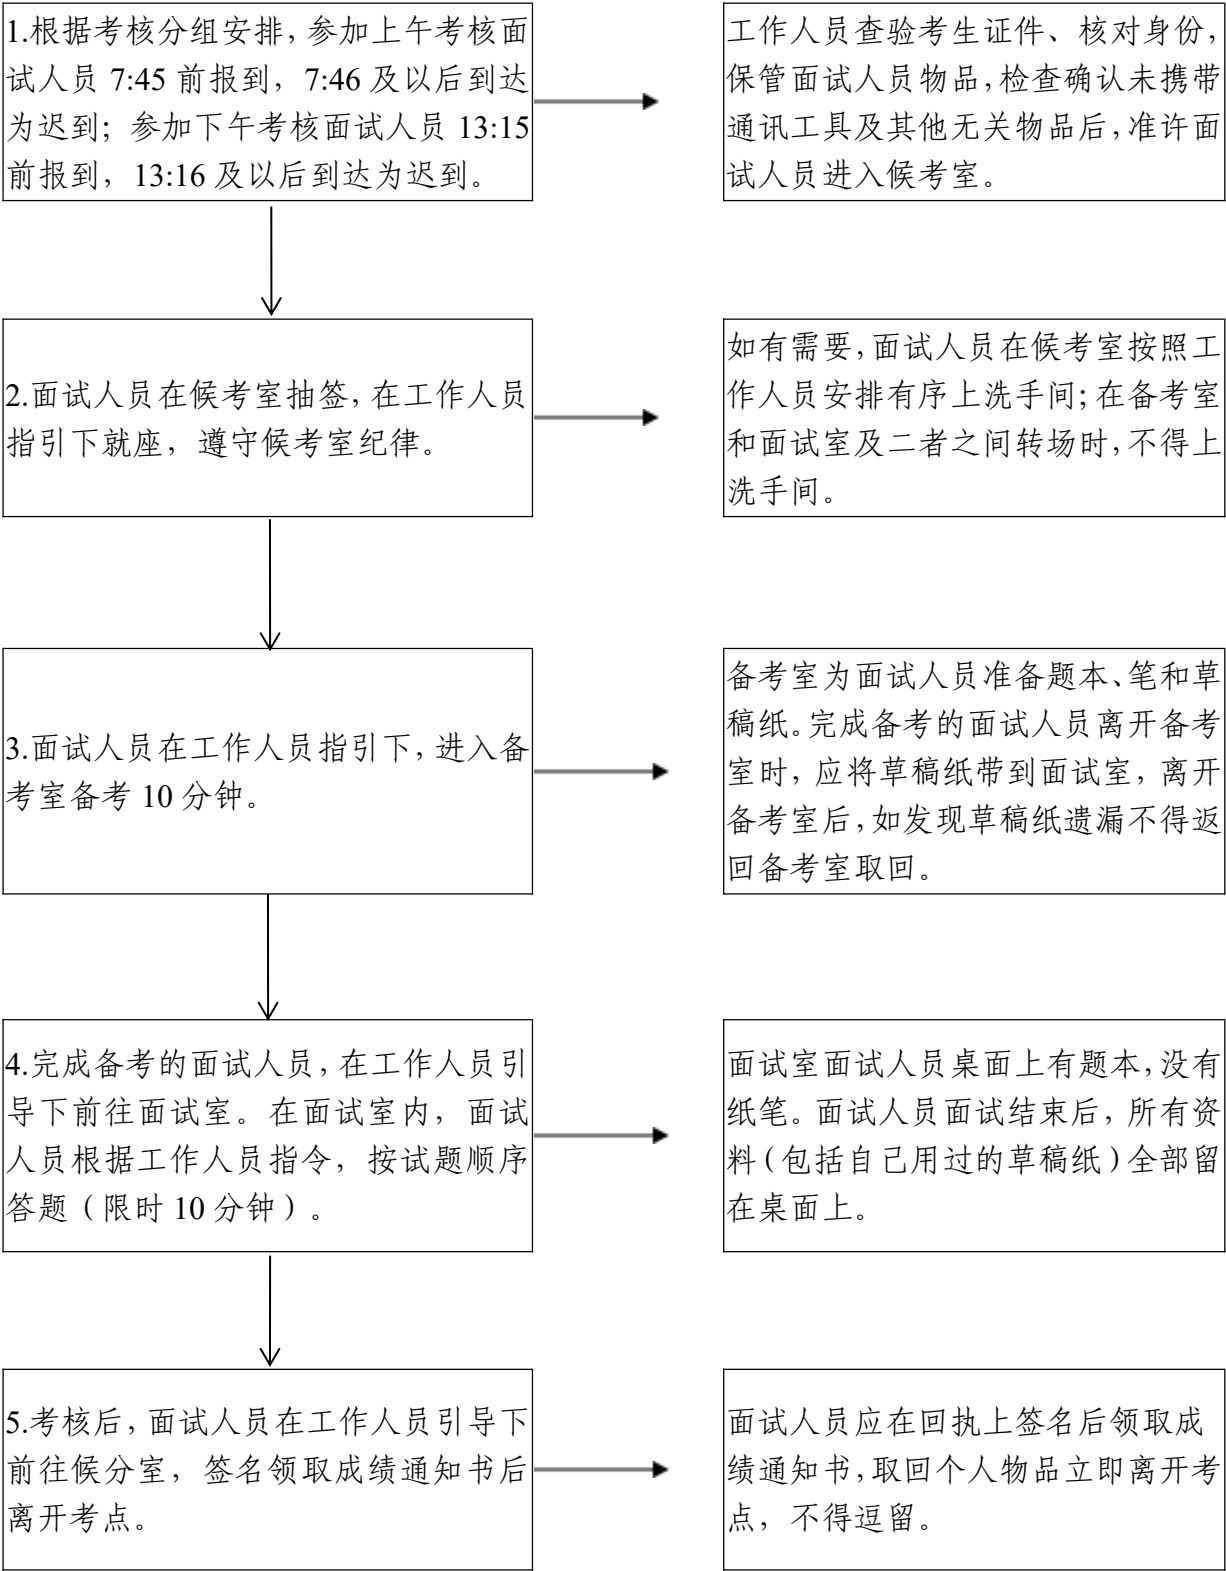 1.根据考核分组安排，参加上午考核面
试人员 7:45 前报到，7:46 及以后到达
为迟到；参加下午考核面试人员 13:15
前报到，13:16 及以后到达为迟到。
工作人员查验考生证件、核对身份，
保管面试人员物品，检查确认未携带
通讯工具及其他无关物品后，准许面
试人员进入候考室。
2.面试人员在候考室抽签，在工作人员
指引下就座，遵守候考室纪律。
如有需要，面试人员在候考室按照工
作人员安排有序上洗手间；在备考室
和面试室及二者之间转场时，不得上
洗手间。
3.面试人员在工作人员指引下，进入备
考室备考 10 分钟。
备考室为面试人员准备题本、笔和草
稿纸。完成备考的面试人员离开备考
室时，应将草稿纸带到面试室，离开
备考室后，如发现草稿纸遗漏不得返
回备考室取回。
4.完成备考的面试人员，在工作人员引
导下前往面试室。在面试室内，面试
人员根据工作人员指令，按试题顺序
答题（限时 10 分钟）。
面试室面试人员桌面上有题本，没有
纸笔。面试人员面试结束后，所有资
料（包括自己用过的草稿纸）全部留
在桌面上。
5.考核后，面试人员在工作人员引导下
前往候分室，签名领取成绩通知书后
离开考点。
面试人员应在回执上签名后领取成
绩通知书，取回个人物品立即离开考
点，不得逗留。